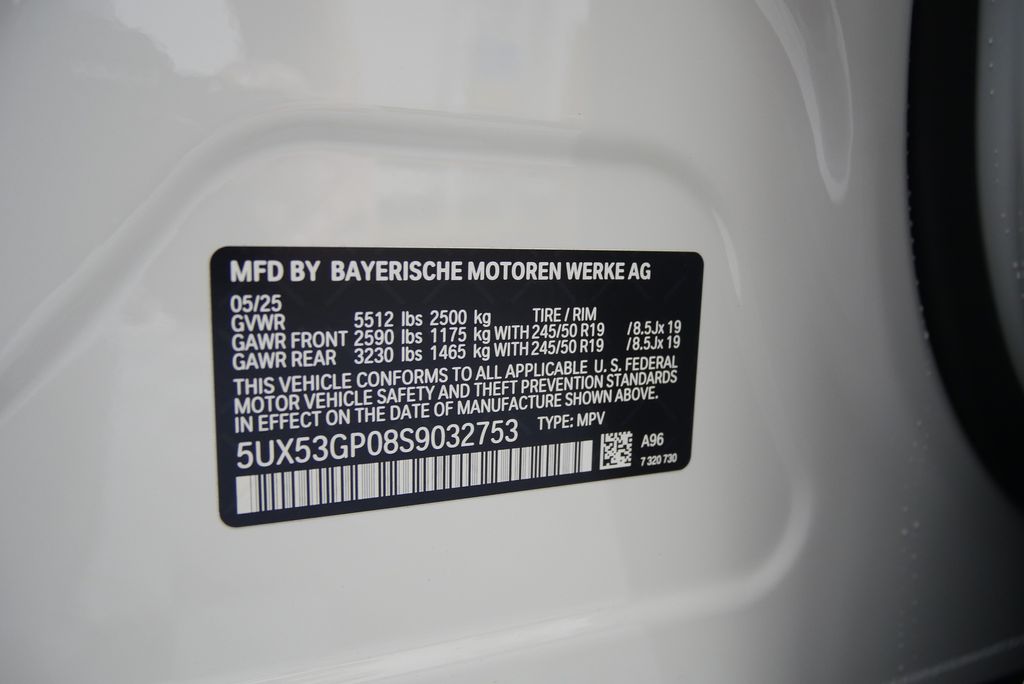 MFD BY BAYERISCHE MOTOREN WERKE AG
05/25
GVWR 5512 lbs 2500 kg TIRE / RIM
GAWR FRONT 2590 lbs 1175 kg WITH 245/50 R19 /8.5Jx19
GAWR REAR 3230 lbs 1465 kg WITH 245/50 R19 /8.5Jx19
THIS VEHICLE CONFORMS TO ALL APPLICABLE U.S. FEDERAL
MOTOR VEHICLE SAFETY AND THEFT PREVENTION STANDARDS
IN EFFECT ON THE DATE OF MANUFACTURE SHOWN ABOVE.
5UX53GP08S9032753 TYPE: MPV
A96
7 320 730